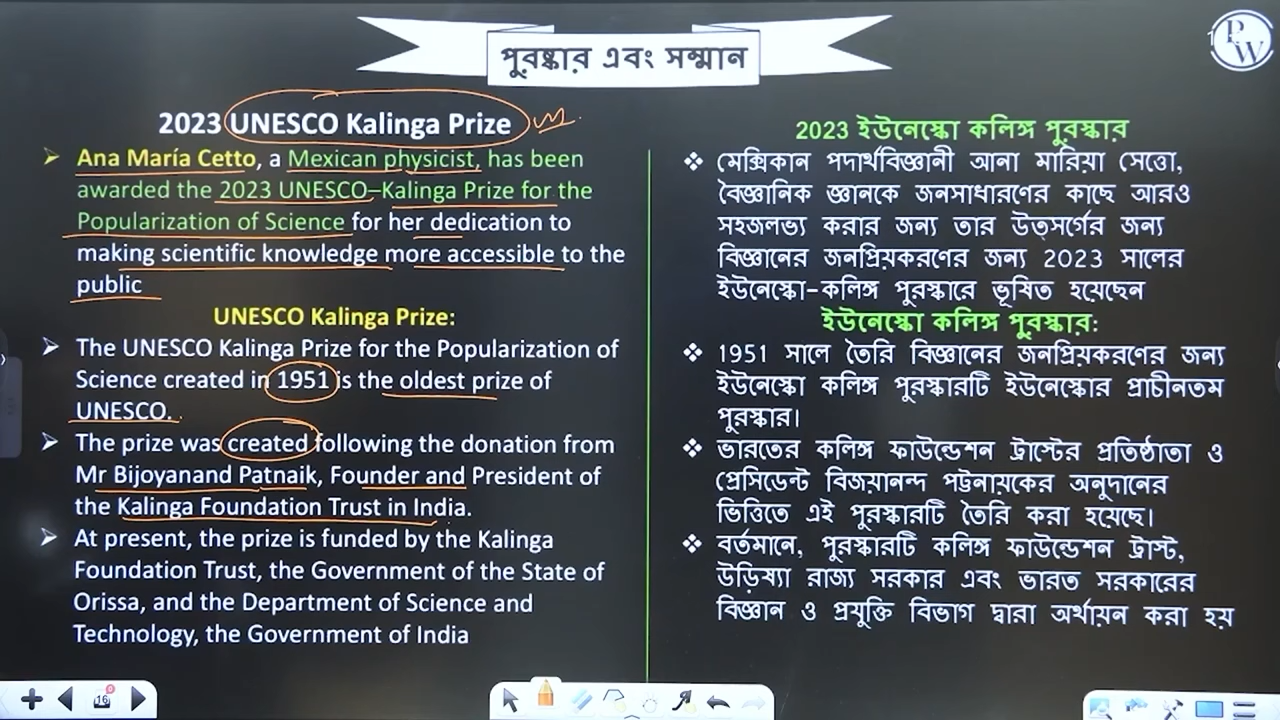 পুরষ্কার এবং সম্মান
PW
2023 UNESCO Kalinga Prize
Ana María Cetto, a Mexican physicist, has been
awarded the 2023 UNESCO–Kalinga Prize for the
Popularization of Science for her dedication to
making scientific knowledge more accessible to the
public
UNESCO Kalinga Prize:
The UNESCO Kalinga Prize for the Popularization of
Science created in 1951 is the oldest prize of
UNESCO.
The prize was created following the donation from
Mr Bijoyanand Patnaik, Founder and President of
the Kalinga Foundation Trust in India.
At present, the prize is funded by the Kalinga
Foundation Trust, the Government of the State of
Orissa, and the Department of Science and
Technology, the Government of India
2023 ইউনেস্কো কলিঙ্গ পুরস্কার
মেক্সিকান পদার্থবিজ্ঞানী আনা মারিয়া সেত্তো,
বৈজ্ঞানিক জ্ঞানকে জনসাধারণের কাছে আরও
সহজলভ্য করার জন্য তার উত্সর্গের জন্য
বিজ্ঞানের জনপ্রিয়করণের জন্য 2023 সালের
ইউনেস্কো-কলিঙ্গ পুরস্কারে ভূষিত হয়েছেন
ইউনেস্কো কলিঙ্গ পুরস্কার:
1951 সালে তৈরি বিজ্ঞানের জনপ্রিয়করণের জন্য
ইউনেস্কো কলিঙ্গ পুরস্কারটি ইউনেস্কোর প্রাচীনতম
পুরস্কার।
ভারতের কলিঙ্গ ফাউন্ডেশন ট্রাস্টের প্রতিষ্ঠাতা ও
প্রেসিডেন্ট বিজয়ানন্দ পট্টনায়কের অনুদানের
ভিত্তিতে এই পুরস্কারটি তৈরি করা হয়েছে।
বর্তমানে, পুরস্কারটি কলিঙ্গ ফাউন্ডেশন ট্রাস্ট,
উড়িষ্যা রাজ্য সরকার এবং ভারত সরকারের
বিজ্ঞান ও প্রযুক্তি বিভাগ দ্বারা অর্থায়ন করা হয়
16